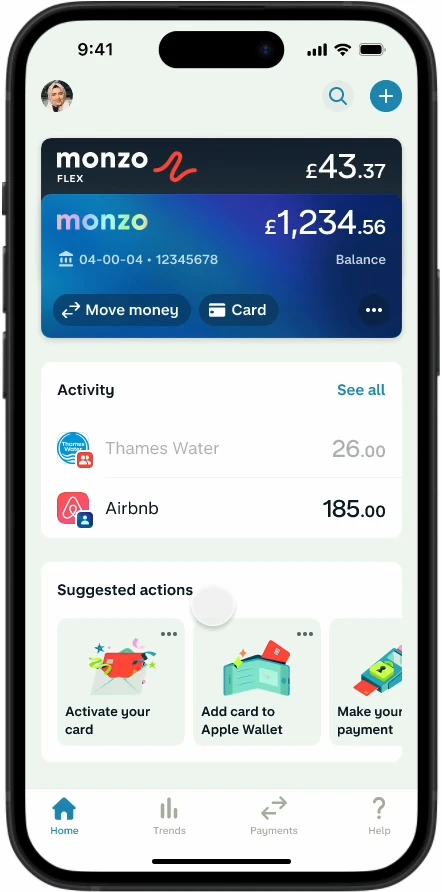 9:41
monzo
FLEX
£43.37
monzo
£1,234.56
04-00-04 • 12345678
Balance
Move money
Card
Activity
See all
Thames Water
Thames
Water
26.00
Airbnb
185.00
Suggested actions
Activate your
card
Add card to
Apple Wallet
Make your
payment
Home
Trends
Payments
Help